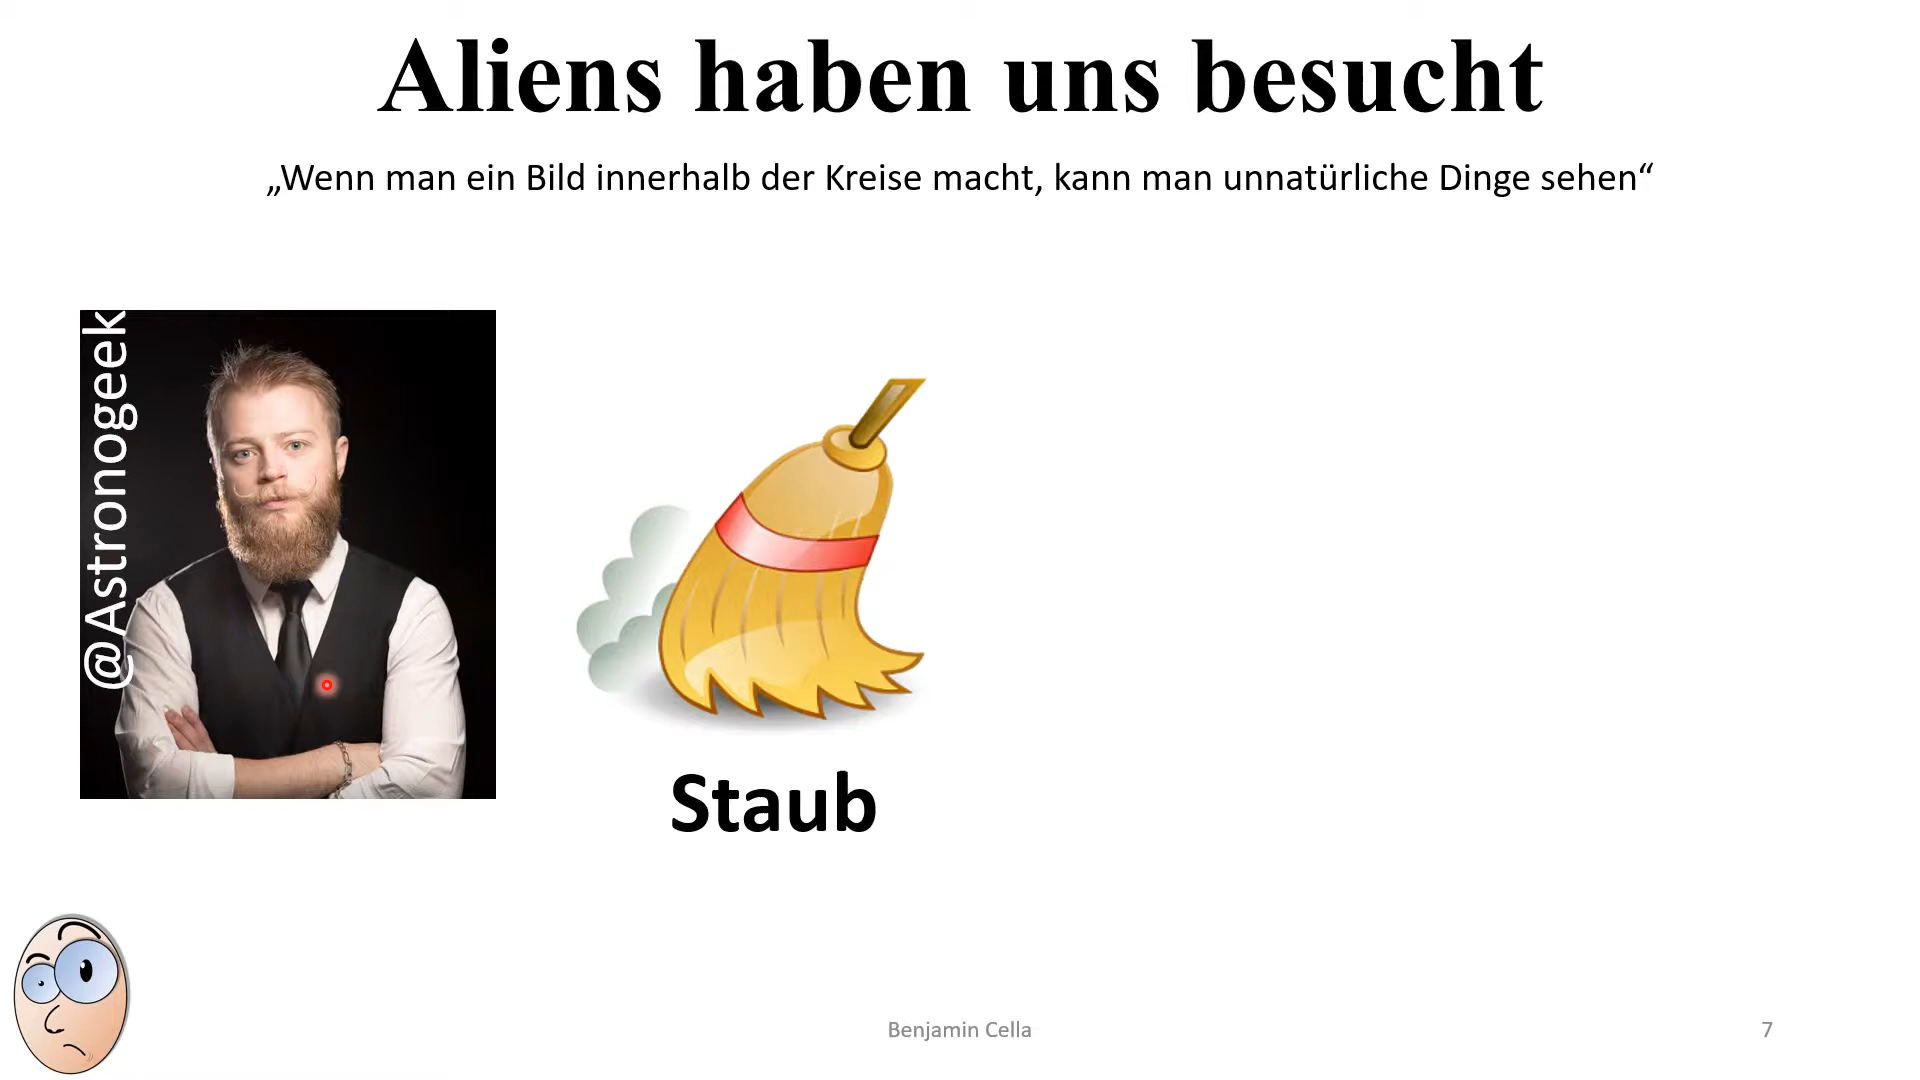 Aliens haben uns besucht
„Wenn man ein Bild innerhalb der Kreise macht, kann man unnatürliche Dinge sehen“
@Astronogeek
Staub
Benjamin Cella
7